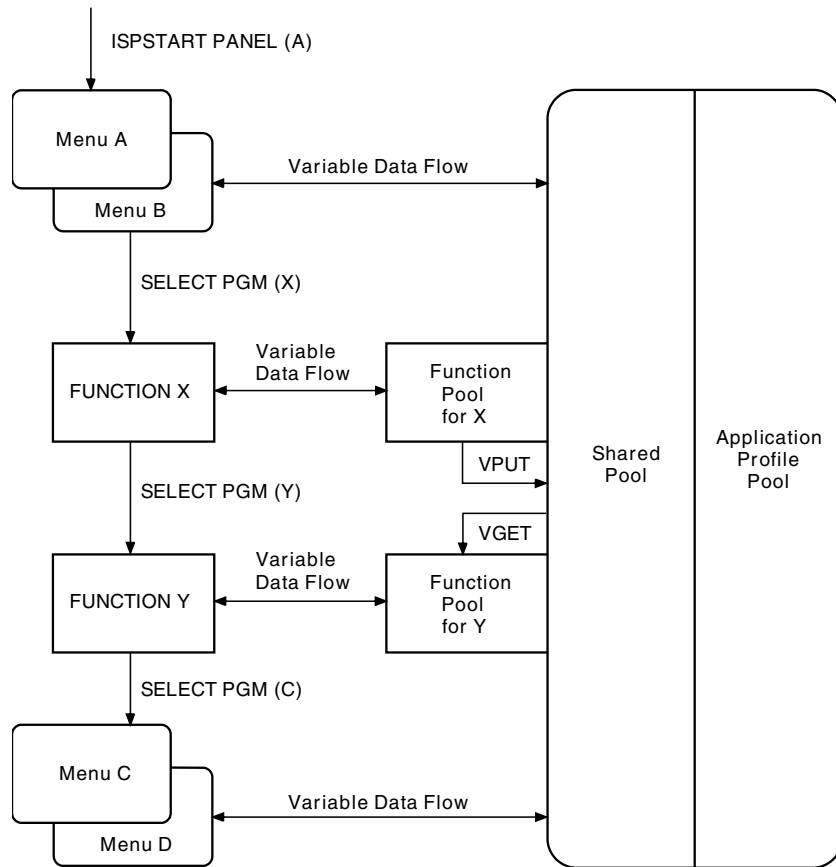 ISPSTART PANEL (A)
Menu A
Menu B
Variable Data Flow
SELECT PGM (X)
FUNCTION X
Variable
Data Flow
Function
Pool
for X
VPUT
Shared
Pool
Application
Profile
Pool
SELECT PGM (Y)
VGET
FUNCTION Y
Variable
Data Flow
Function
Pool
for Y
SELECT PGM (C)
Menu C
Menu D
Variable Data Flow